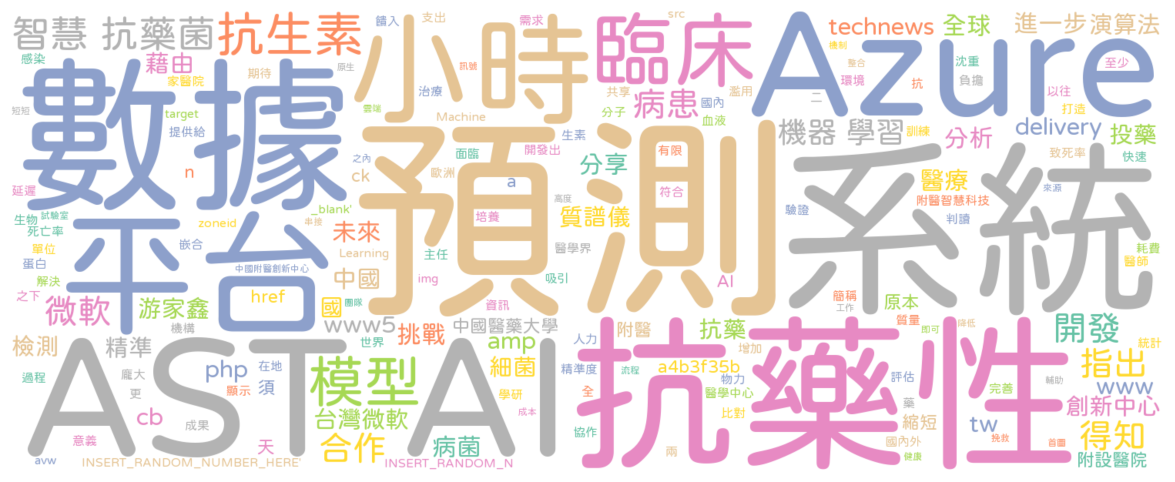 智慧 抗藥菌 抗生素 小時 臨床 Azure technews 全球 進一步 演算法
感染 藉由 支出 需求 src 機制 沈重 至少
家醫院 期待 饋入 原生 訊號 整合 負擔
數據 短短 雲端 治療 共享 濫用 病患 環境 以往
target Machine 分子 國內 二 抗 打造
提供給 血液 機器 學習 訓練 delivery 投藥
預測 系統 生素 開發出 有限 分析 致死率 快速
n 之內 面臨 分享
延遲 ck 歐洲 a 符合 醫療 來源
生物 試驗室 _blank' 培養 高度 質譜儀 附醫智慧科技
死亡率 zoneid 串接 未來 驗證 判讀
單位 嵌合 Learning 主任 醫學界 耗費
蛋白 平台 中國附醫創新中心 中國 img 吸引 AI 醫師
解決 href 資訊 簡稱 原本
之下 微軟 游家鑫 國 團隊 工作 質量
機構 www5 挑戰 中國醫藥大學 附醫 抗藥 增加 開發
檢測 精準 世界 amp 人力 即可 降低 統計
AST AI 抗藥性
龐大 php 在地 模型 細菌 精準度 流程 a4b3f35b 評估 指出
過程 更 顯示 須 物力 醫學中心 完善 輔助 www
cb 台灣微軟 學研 全 比對 藥 創新中心
成果 成本 縮短 tw
意義 天 合作 病菌 協作 國內外 挽救 首圖 得知
avw INSERT_RANDOM_NUMBER_HERE' INSERT_RANDOM_N 兩 健康 附設醫院